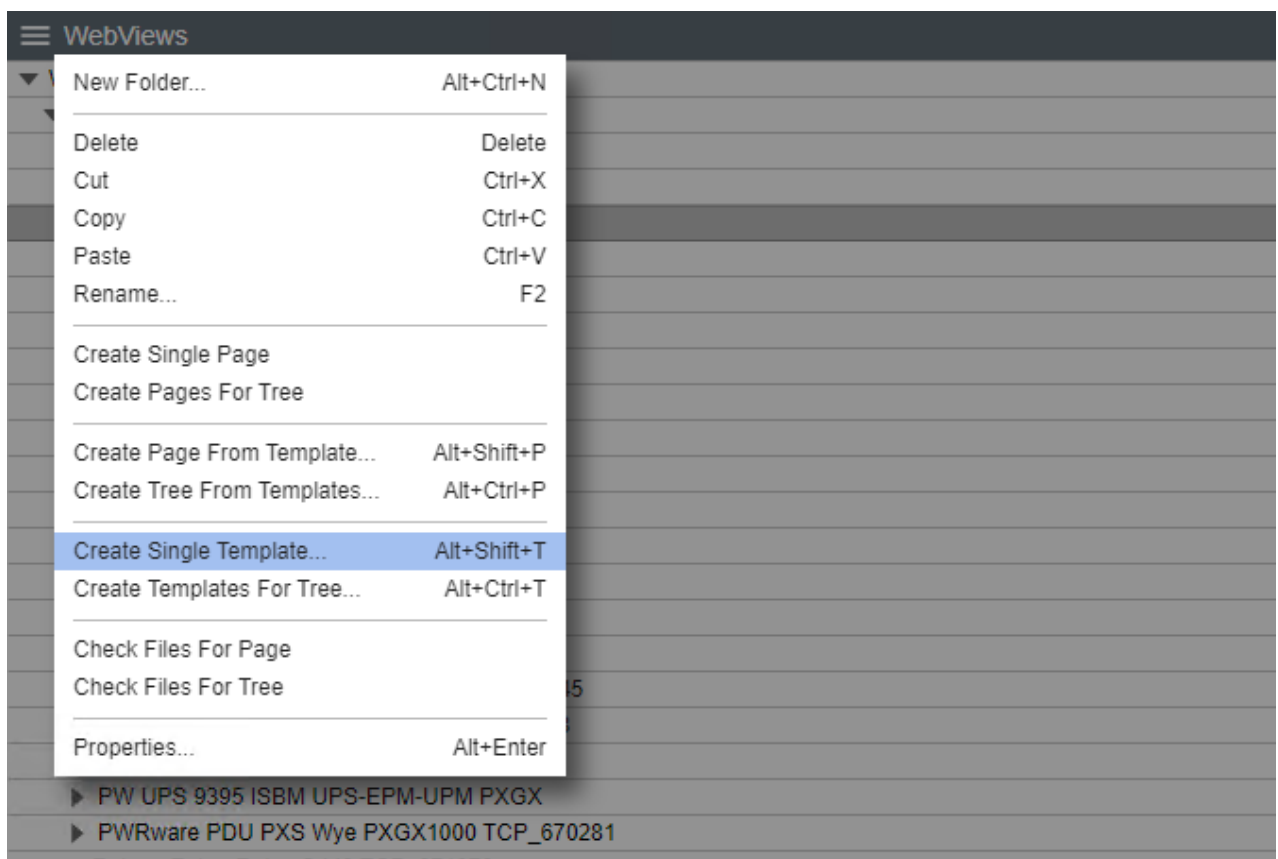 WebViews
New Folder... Alt+Ctrl+N
Delete Delete
Cut Ctrl+X
Copy Ctrl+C
Paste Ctrl+V
Rename... F2
Create Single Page
Create Pages For Tree
Create Page From Template... Alt+Shift+P
Create Tree From Templates... Alt+Ctrl+P
Create Single Template... Alt+Shift+T
Create Templates For Tree... Alt+Ctrl+T
Check Files For Page
Check Files For Tree
Properties... Alt+Enter
PW UPS 9395 ISBM UPS-EPM-UPM PXGX
PWRware PDU PXS Wye PXGX1000 TCP_670281